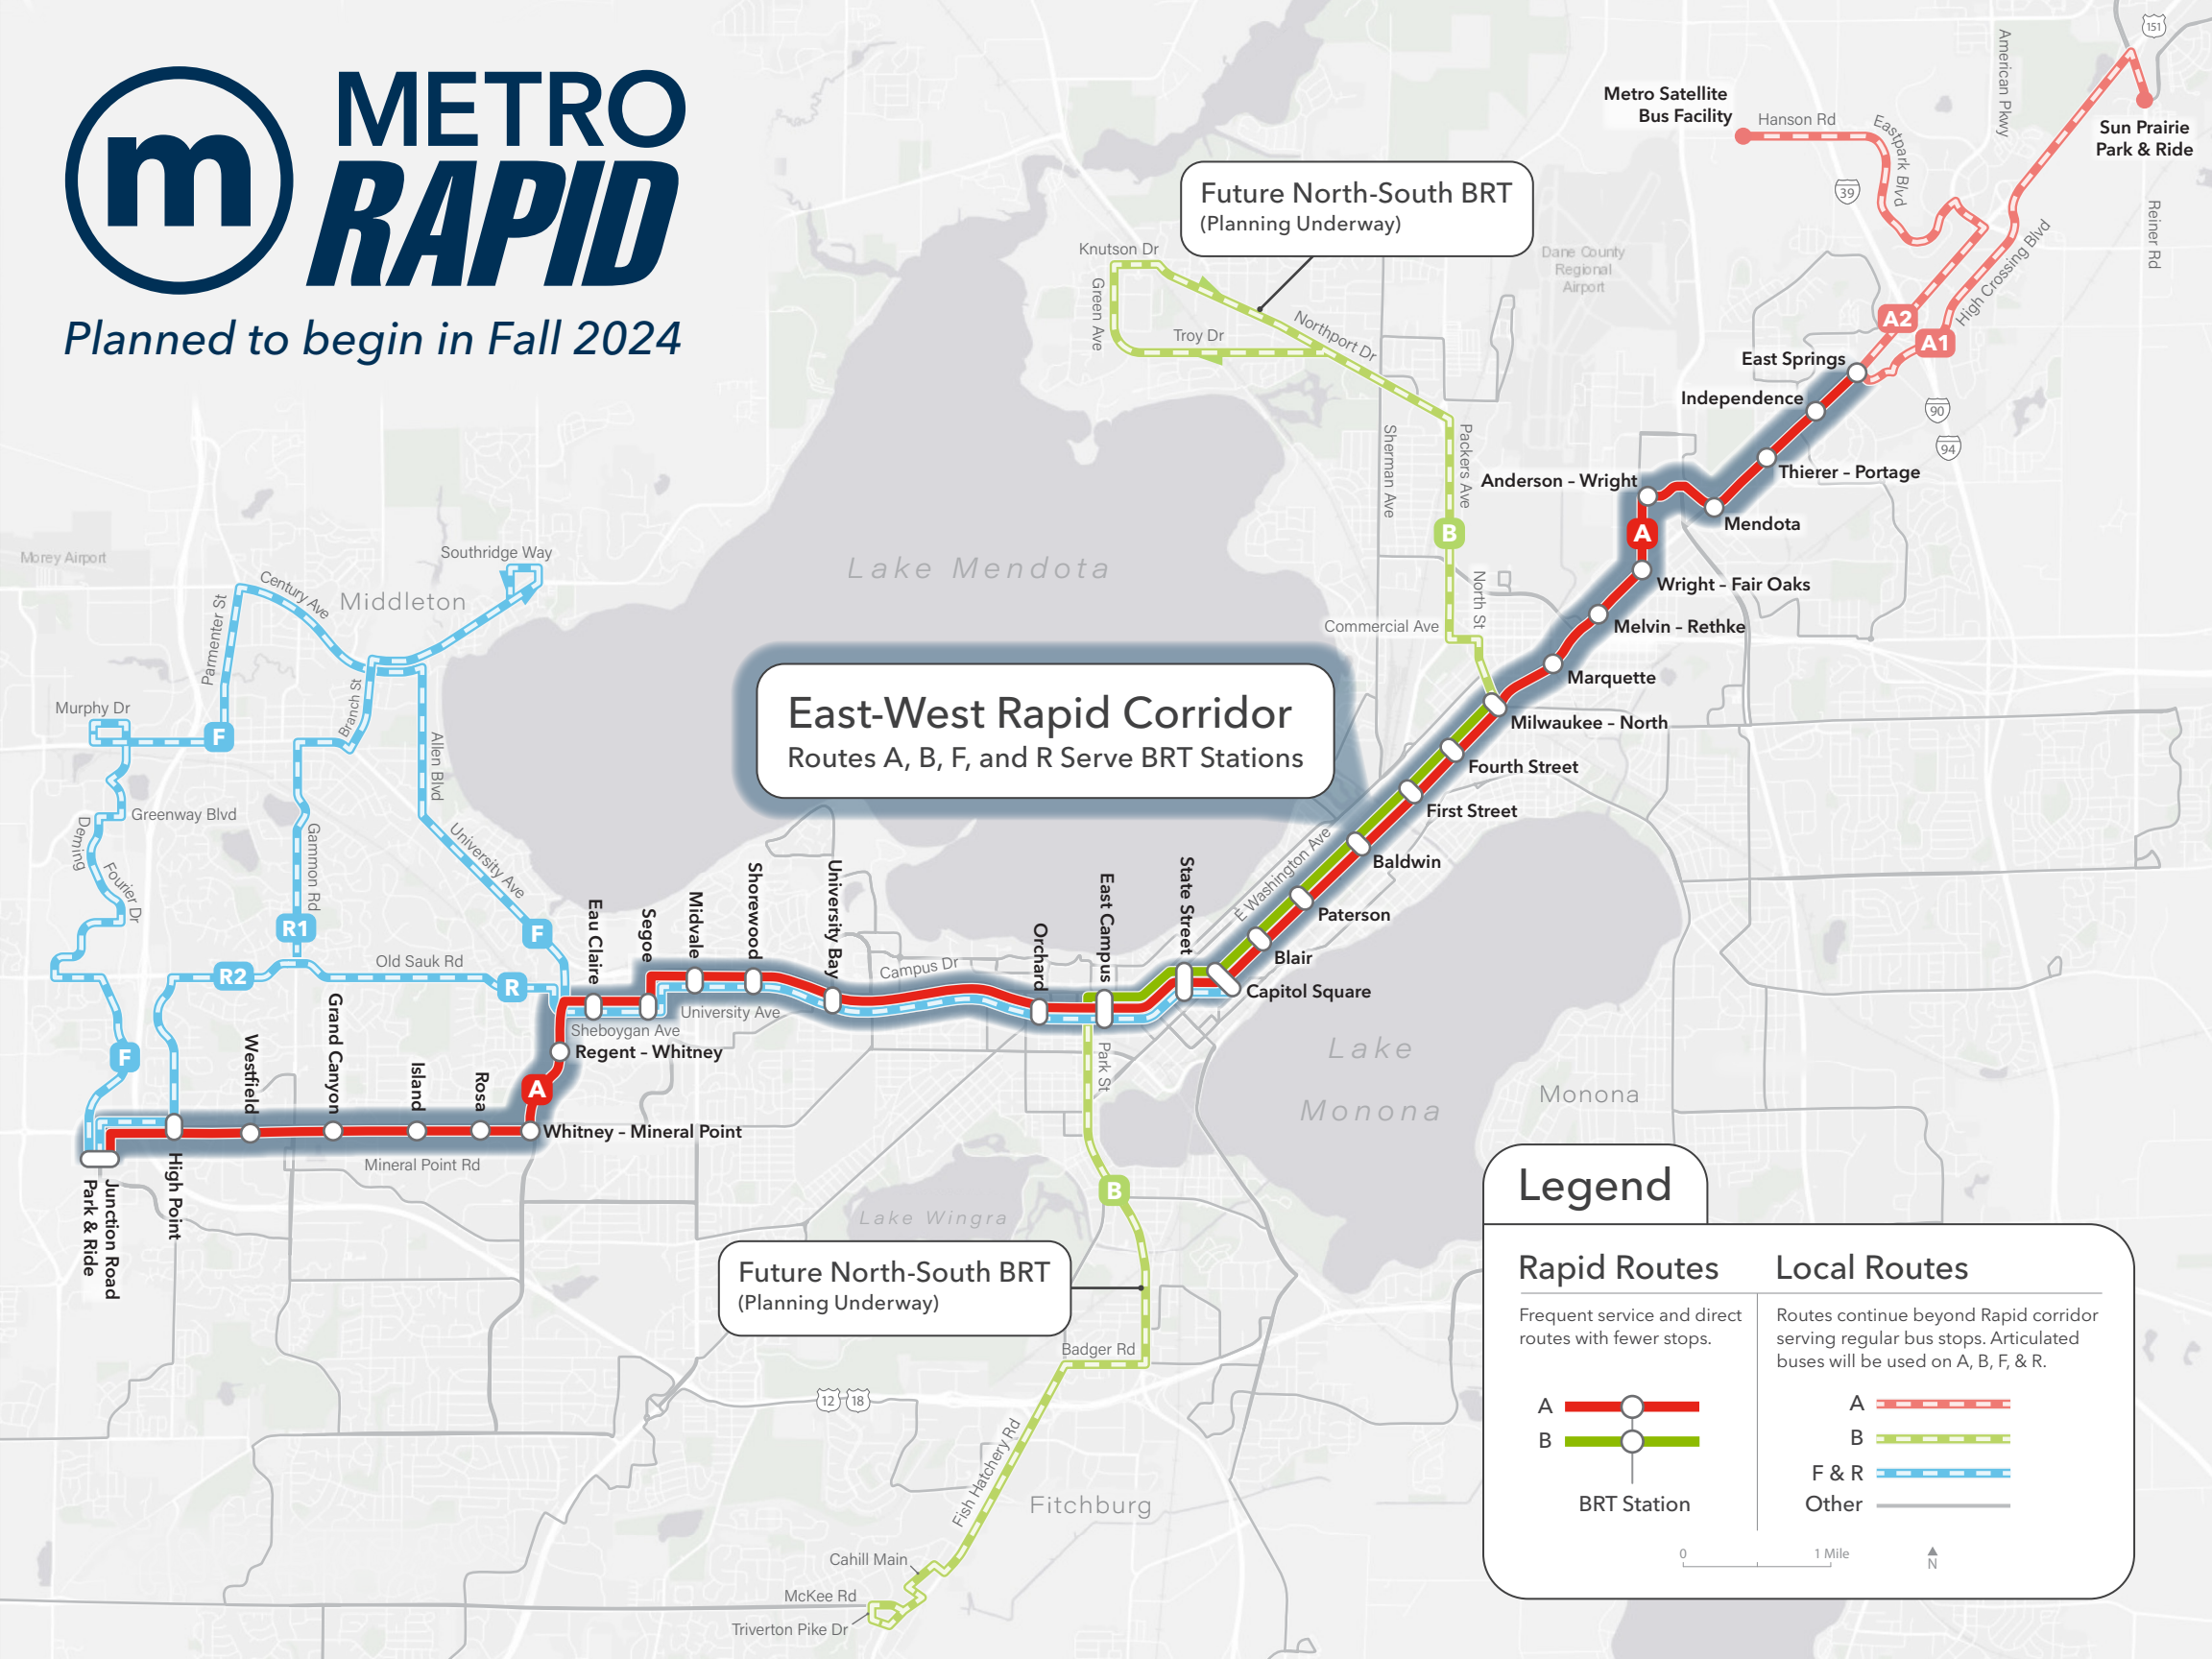 m
METRO
RAPID
Planned to begin in Fall 2024
151
American Pkwy
Metro Satellite
Bus Facility
Hanson Rd
Eastpark Blvd
Sun Prairie
Park & Ride
39
Reiner Rd
High Crossing Blvd
Future North-South BRT
(Planning Underway)
Dane County
Regional
Airport
Knutson Dr
Green Ave
Troy Dr
Northport Dr
A2
A1
East Springs
Independence
90
94
Thierer – Portage
Anderson – Wright
Mendota
Sherman Ave
Packers Ave
B
A
North St
Wright – Fair Oaks
Commercial Ave
Melvin – Rethke
Marquette
Milwaukee – North
Fourth Street
First Street
Baldwin
E Washington Ave
Paterson
Blair
Capitol Square
Lake Mendota
Morey Airport
Southridge Way
Century Ave
Middleton
Parmenter St
Branch St
Murphy Dr
F
Allen Blvd
Greenway Blvd
Deming
Fourier Dr
Gammon Rd
University Ave
R1
F
R2
Old Sauk Rd
R
F
East-West Rapid Corridor
Routes A, B, F, and R Serve BRT Stations
Eau Claire
Segoe
Midvale
Shorewood
University Bay
Campus Dr
Orchard
East Campus
State Street
University Ave
Sheboygan Ave
Regent – Whitney
A
Westfield
Grand Canyon
Island
Rosa
Whitney – Mineral Point
Mineral Point Rd
High Point
Junction Road
Park & Ride
Park St
Lake
Monona
Monona
B
Lake Wingra
Future North-South BRT
(Planning Underway)
Badger Rd
12
18
Fish Hatchery Rd
Fitchburg
Cahill Main
McKee Rd
Triverton Pike Dr
Legend
Rapid Routes
Frequent service and direct
routes with fewer stops.
A
B
BRT Station
Local Routes
Routes continue beyond Rapid corridor
serving regular bus stops. Articulated
buses will be used on A, B, F, & R.
A
B
F & R
Other
0
1 Mile
N